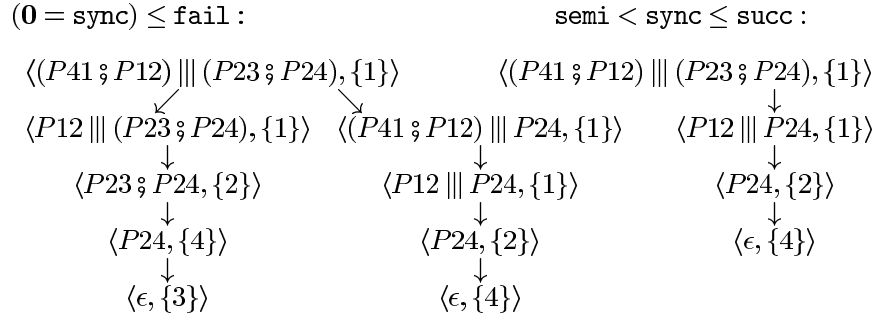 (0 = sync) ≤ fail : semi < sync ≤ succ :
⟨(P41 ⨟ P12) ||| (P23 ⨟ P24), {1}⟩ ⟨(P41 ⨟ P12) ||| (P23 ⨟ P24), {1}⟩
⟨P12 ||| (P23 ⨟ P24), {1}⟩ ⟨(P41 ⨟ P12) ||| P24, {1}⟩ ⟨P12 ||| P24, {1}⟩
⟨P23 ⨟ P24, {2}⟩ ⟨P12 ||| P24, {1}⟩ ⟨P24, {2}⟩
⟨P24, {4}⟩ ⟨P24, {2}⟩ ⟨ϵ, {4}⟩
⟨ϵ, {3}⟩ ⟨ϵ, {4}⟩